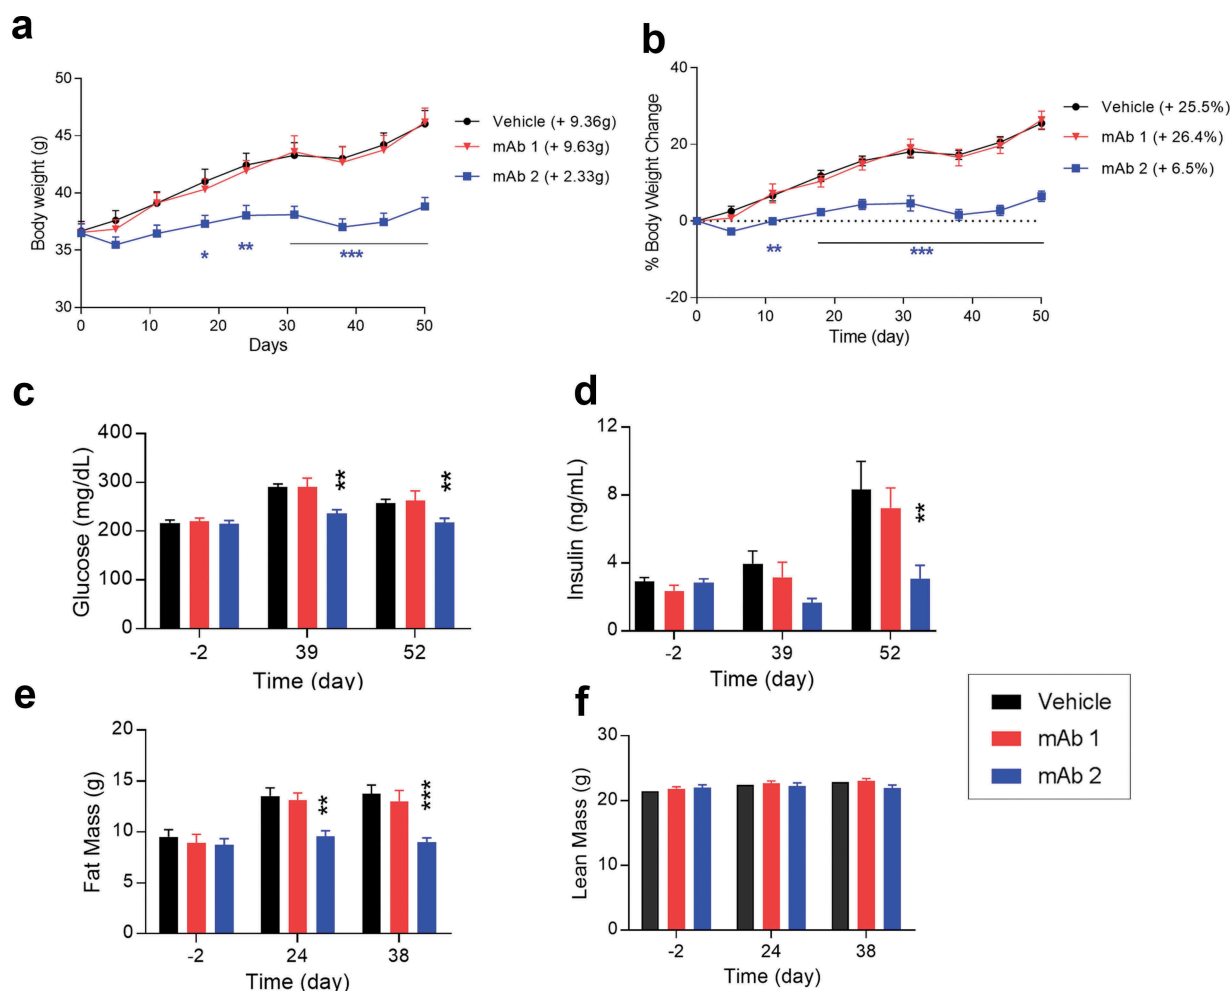 a
50
45
40
35
30
Body weight (g)
0 10 20 30 40 50
Days
Vehicle (+ 9.36g)
mAb 1 (+ 9.63g)
mAb 2 (+ 2.33g)
* ** ***
b
40
20
0
-20
% Body Weight Change
0 10 20 30 40 50
Time (day)
Vehicle (+ 25.5%)
mAb 1 (+ 26.4%)
mAb 2 (+ 6.5%)
** ***
c
400
300
200
100
0
Glucose (mg/dL)
** **
-2 39 52
Time (day)
d
12
8
4
0
Insulin (ng/mL)
**
-2 39 52
Time (day)
e
20
15
10
5
0
Fat Mass (g)
** ***
-2 24 38
Time (day)
f
30
20
10
0
Lean Mass (g)
-2 24 38
Time (day)
Vehicle
mAb 1
mAb 2